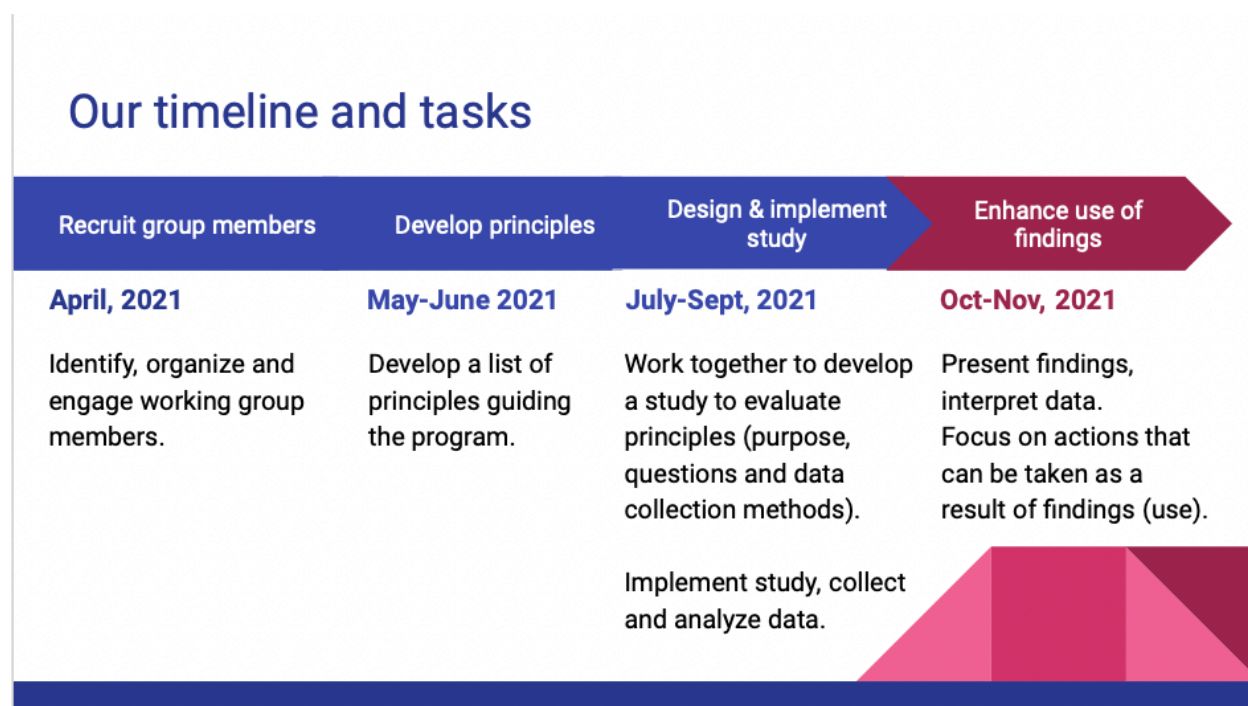 Our timeline and tasks
Recruit group members
Develop principles
Design & implement
study
Enhance use of
findings
April, 2021
Identify, organize and
engage working group
members.
May-June 2021
Develop a list of
principles guiding
the program.
July-Sept, 2021
Work together to develop
a study to evaluate
principles (purpose,
questions and data
collection methods).
Implement study, collect
and analyze data.
Oct-Nov, 2021
Present findings,
interpret data.
Focus on actions that
can be taken as a
result of findings (use).